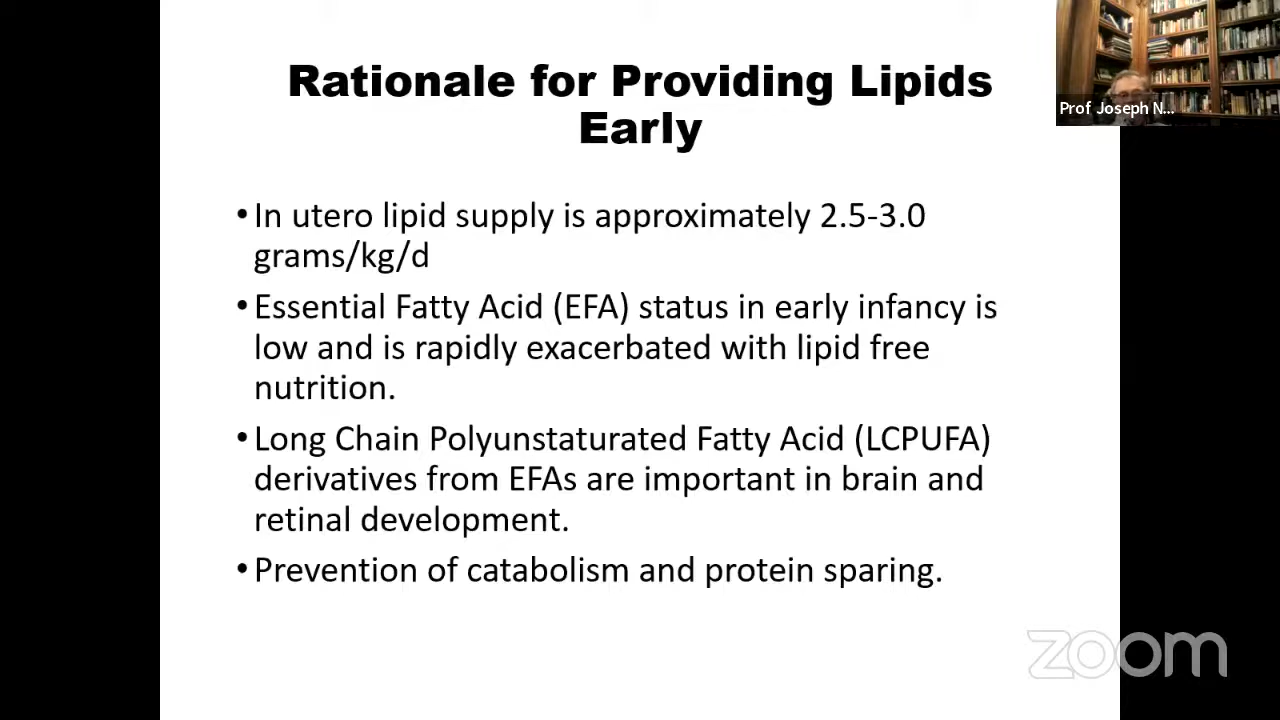 Rationale for Providing Lipids
Early
Prof Joseph N...
• In utero lipid supply is approximately 2.5-3.0
grams/kg/d
• Essential Fatty Acid (EFA) status in early infancy is
low and is rapidly exacerbated with lipid free
nutrition.
• Long Chain Polyunstaturated Fatty Acid (LCPUFA)
derivatives from EFAs are important in brain and
retinal development.
• Prevention of catabolism and protein sparing.
zoom